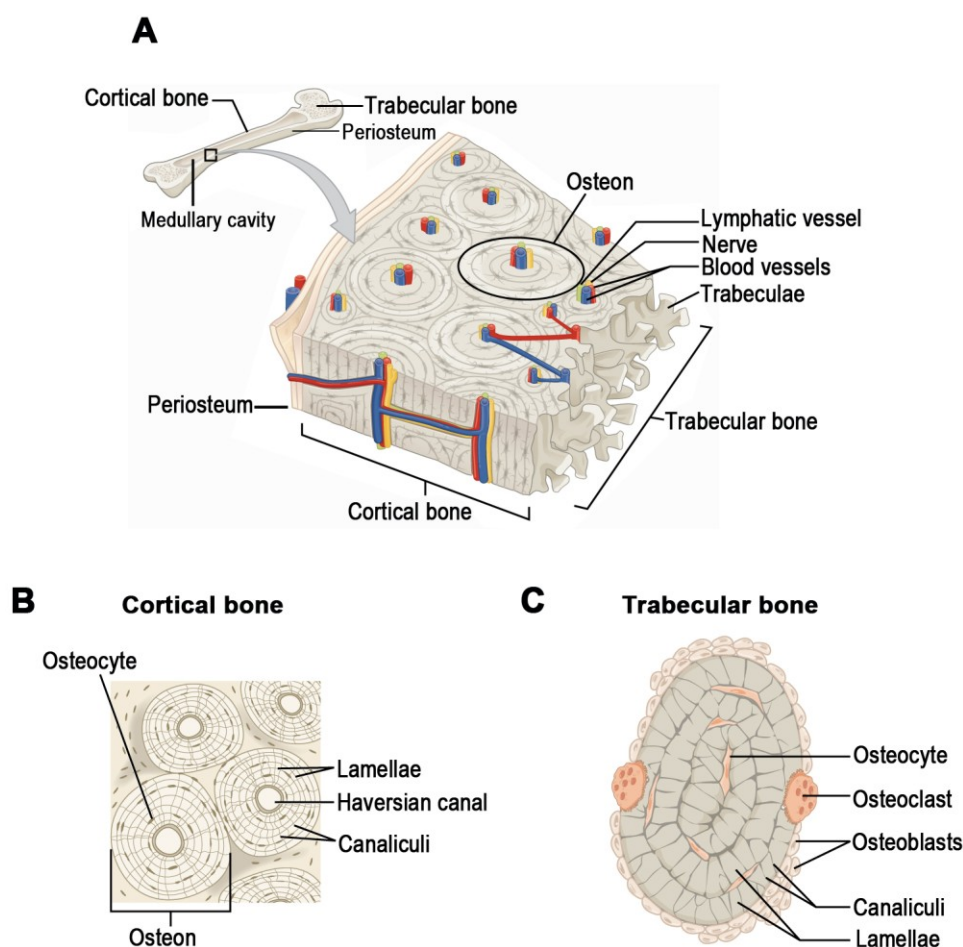 A
Cortical bone
Trabecular bone
Periosteum
Medullary cavity
Osteon
Lymphatic vessel
Nerve
Blood vessels
Trabeculae
Periosteum
Trabecular bone
Cortical bone
B
Cortical bone
Osteocyte
Lamellae
Haversian canal
Canaliculi
Osteon
C
Trabecular bone
Osteocyte
Osteoclast
Osteoblasts
Canaliculi
Lamellae